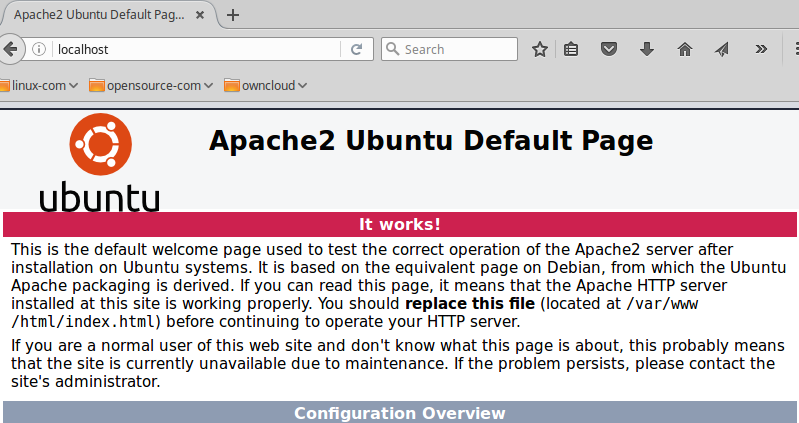 Apache2 Ubuntu Default Pag...
localhost
Search
linux-com
opensource-com
owncloud
ubuntu
Apache2 Ubuntu Default Page
It works!
This is the default welcome page used to test the correct operation of the Apache2 server after
installation on Ubuntu systems. It is based on the equivalent page on Debian, from which the Ubuntu
Apache packaging is derived. If you can read this page, it means that the Apache HTTP server
installed at this site is working properly. You should replace this file (located at /var/www
/html/index.html) before continuing to operate your HTTP server.
If you are a normal user of this web site and don't know what this page is about, this probably means
that the site is currently unavailable due to maintenance. If the problem persists, please contact the
site's administrator.
Configuration Overview